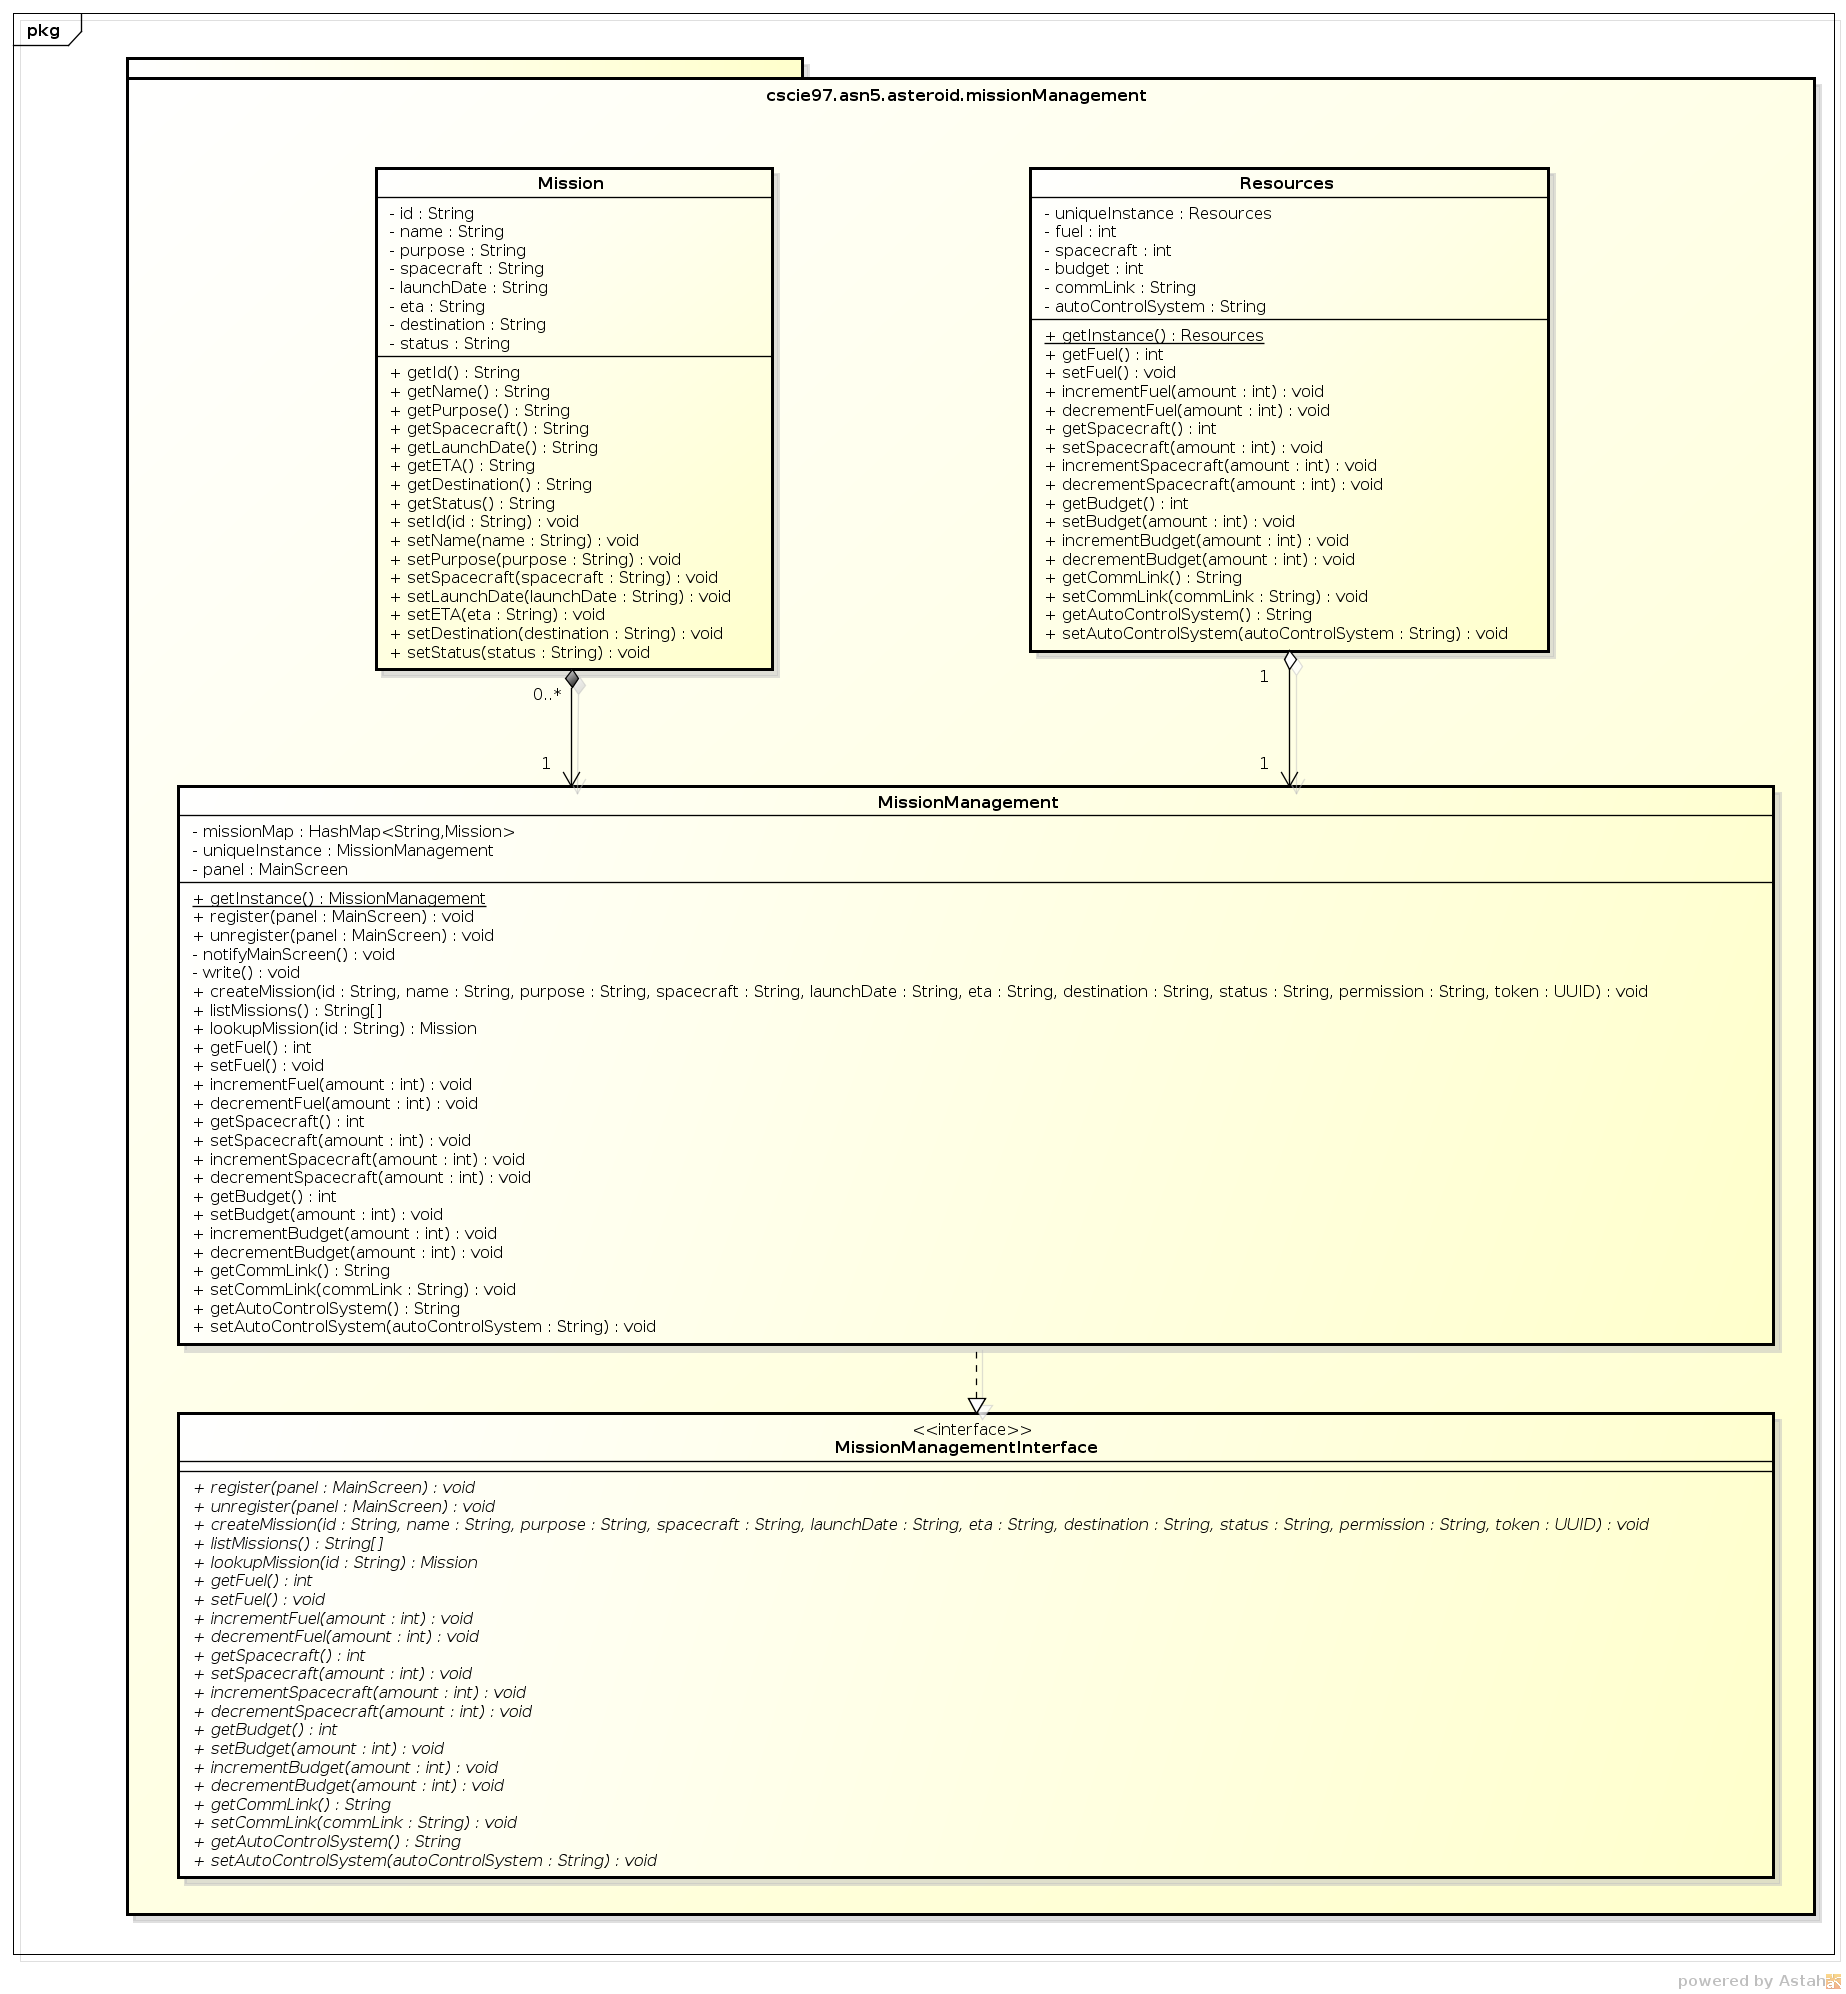 pkg
cscie97.asn5.asteroid.missionManagement
Mission
- id : String
- name : String
- purpose : String
- spacecraft : String
- launchDate : String
- eta : String
- destination : String
- status : String
+ getId() : String
+ getName() : String
+ getPurpose() : String
+ getSpacecraft() : String
+ getLaunchDate() : String
+ getETA() : String
+ getDestination() : String
+ getStatus() : String
+ setId(id : String) : void
+ setName(name : String) : void
+ setPurpose(purpose : String) : void
+ setSpacecraft(spacecraft : String) : void
+ setLaunchDate(launchDate : String) : void
+ setETA(eta : String) : void
+ setDestination(destination : String) : void
+ setStatus(status : String) : void
Resources
- uniqueInstance : Resources
- fuel : int
- spacecraft : int
- budget : int
- commLink : String
- autoControlSystem : String
+ getInstance() : Resources
+ getFuel() : int
+ setFuel() : void
+ incrementFuel(amount : int) : void
+ decrementFuel(amount : int) : void
+ getSpacecraft() : int
+ setSpacecraft(amount : int) : void
+ incrementSpacecraft(amount : int) : void
+ decrementSpacecraft(amount : int) : void
+ getBudget() : int
+ setBudget(amount : int) : void
+ incrementBudget(amount : int) : void
+ decrementBudget(amount : int) : void
+ getCommLink() : String
+ setCommLink(commLink : String) : void
+ getAutoControlSystem() : String
+ setAutoControlSystem(autoControlSystem : String) : void
0..*
1
1
1
MissionManagement
- missionMap : HashMap<String,Mission>
- uniqueInstance : MissionManagement
- panel : MainScreen
+ getInstance() : MissionManagement
+ register(panel : MainScreen) : void
+ unregister(panel : MainScreen) : void
- notifyMainScreen() : void
- write() : void
+ createMission(id : String, name : String, purpose : String, spacecraft : String, launchDate : String, eta : String, destination : String, status : String, permission : String, token : UUID) : void
+ listMissions() : String[]
+ lookupMission(id : String) : Mission
+ getFuel() : int
+ setFuel() : void
+ incrementFuel(amount : int) : void
+ decrementFuel(amount : int) : void
+ getSpacecraft() : int
+ setSpacecraft(amount : int) : void
+ incrementSpacecraft(amount : int) : void
+ decrementSpacecraft(amount : int) : void
+ getBudget() : int
+ setBudget(amount : int) : void
+ incrementBudget(amount : int) : void
+ decrementBudget(amount : int) : void
+ getCommLink() : String
+ setCommLink(commLink : String) : void
+ getAutoControlSystem() : String
+ setAutoControlSystem(autoControlSystem : String) : void
<<interface>>
MissionManagementInterface
+ register(panel : MainScreen) : void
+ unregister(panel : MainScreen) : void
+ createMission(id : String, name : String, purpose : String, spacecraft : String, launchDate : String, eta : String, destination : String, status : String, permission : String, token : UUID) : void
+ listMissions() : String[]
+ lookupMission(id : String) : Mission
+ getFuel() : int
+ setFuel() : void
+ incrementFuel(amount : int) : void
+ decrementFuel(amount : int) : void
+ getSpacecraft() : int
+ setSpacecraft(amount : int) : void
+ incrementSpacecraft(amount : int) : void
+ decrementSpacecraft(amount : int) : void
+ getBudget() : int
+ setBudget(amount : int) : void
+ incrementBudget(amount : int) : void
+ decrementBudget(amount : int) : void
+ getCommLink() : String
+ setCommLink(commLink : String) : void
+ getAutoControlSystem() : String
+ setAutoControlSystem(autoControlSystem : String) : void
powered by Astah